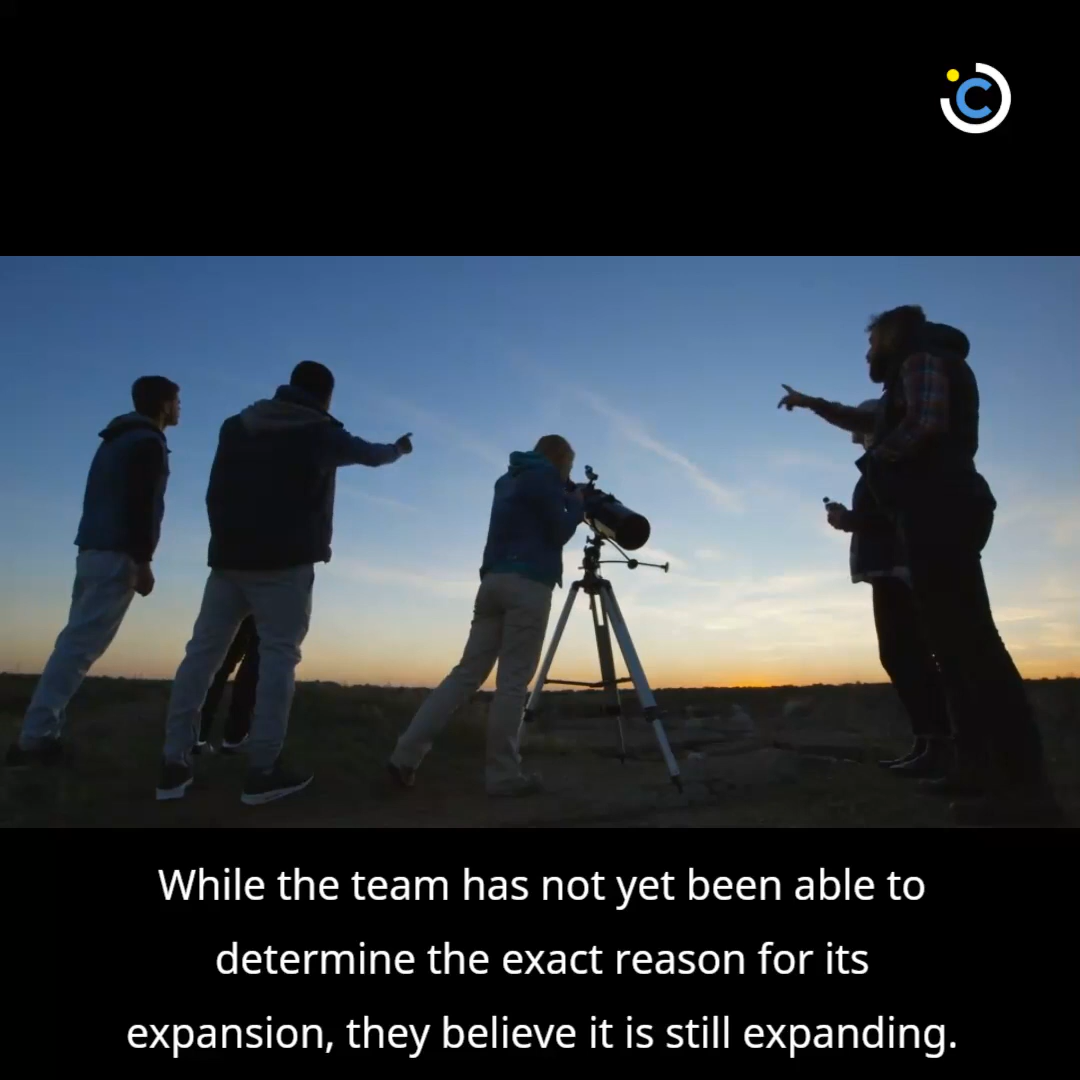 C
While the team has not yet been able to
determine the exact reason for its
expansion, they believe it is still expanding.